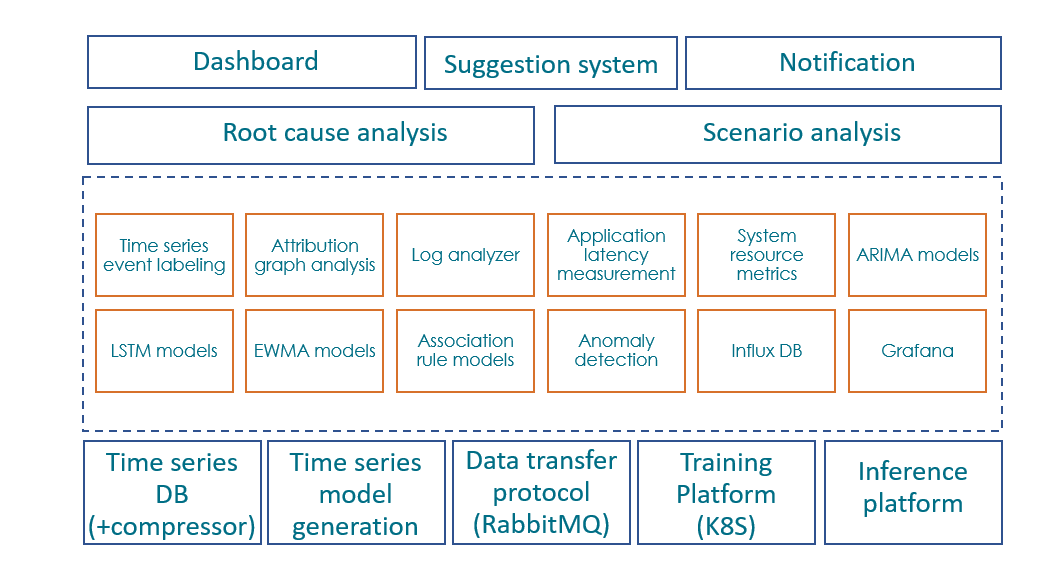 Dashboard
Suggestion system
Notification
Root cause analysis
Scenario analysis
Time series
event labeling
Attribution
graph analysis
Log analyzer
Application
latency
measurement
System
resource
metrics
ARIMA models
LSTM models
EWMA models
Association
rule models
Anomaly
detection
Influx DB
Grafana
Time series
DB
(+compressor)
Time series
model
generation
Data transfer
protocol
(RabbitMQ)
Training
Platform
(K8S)
Inference
platform